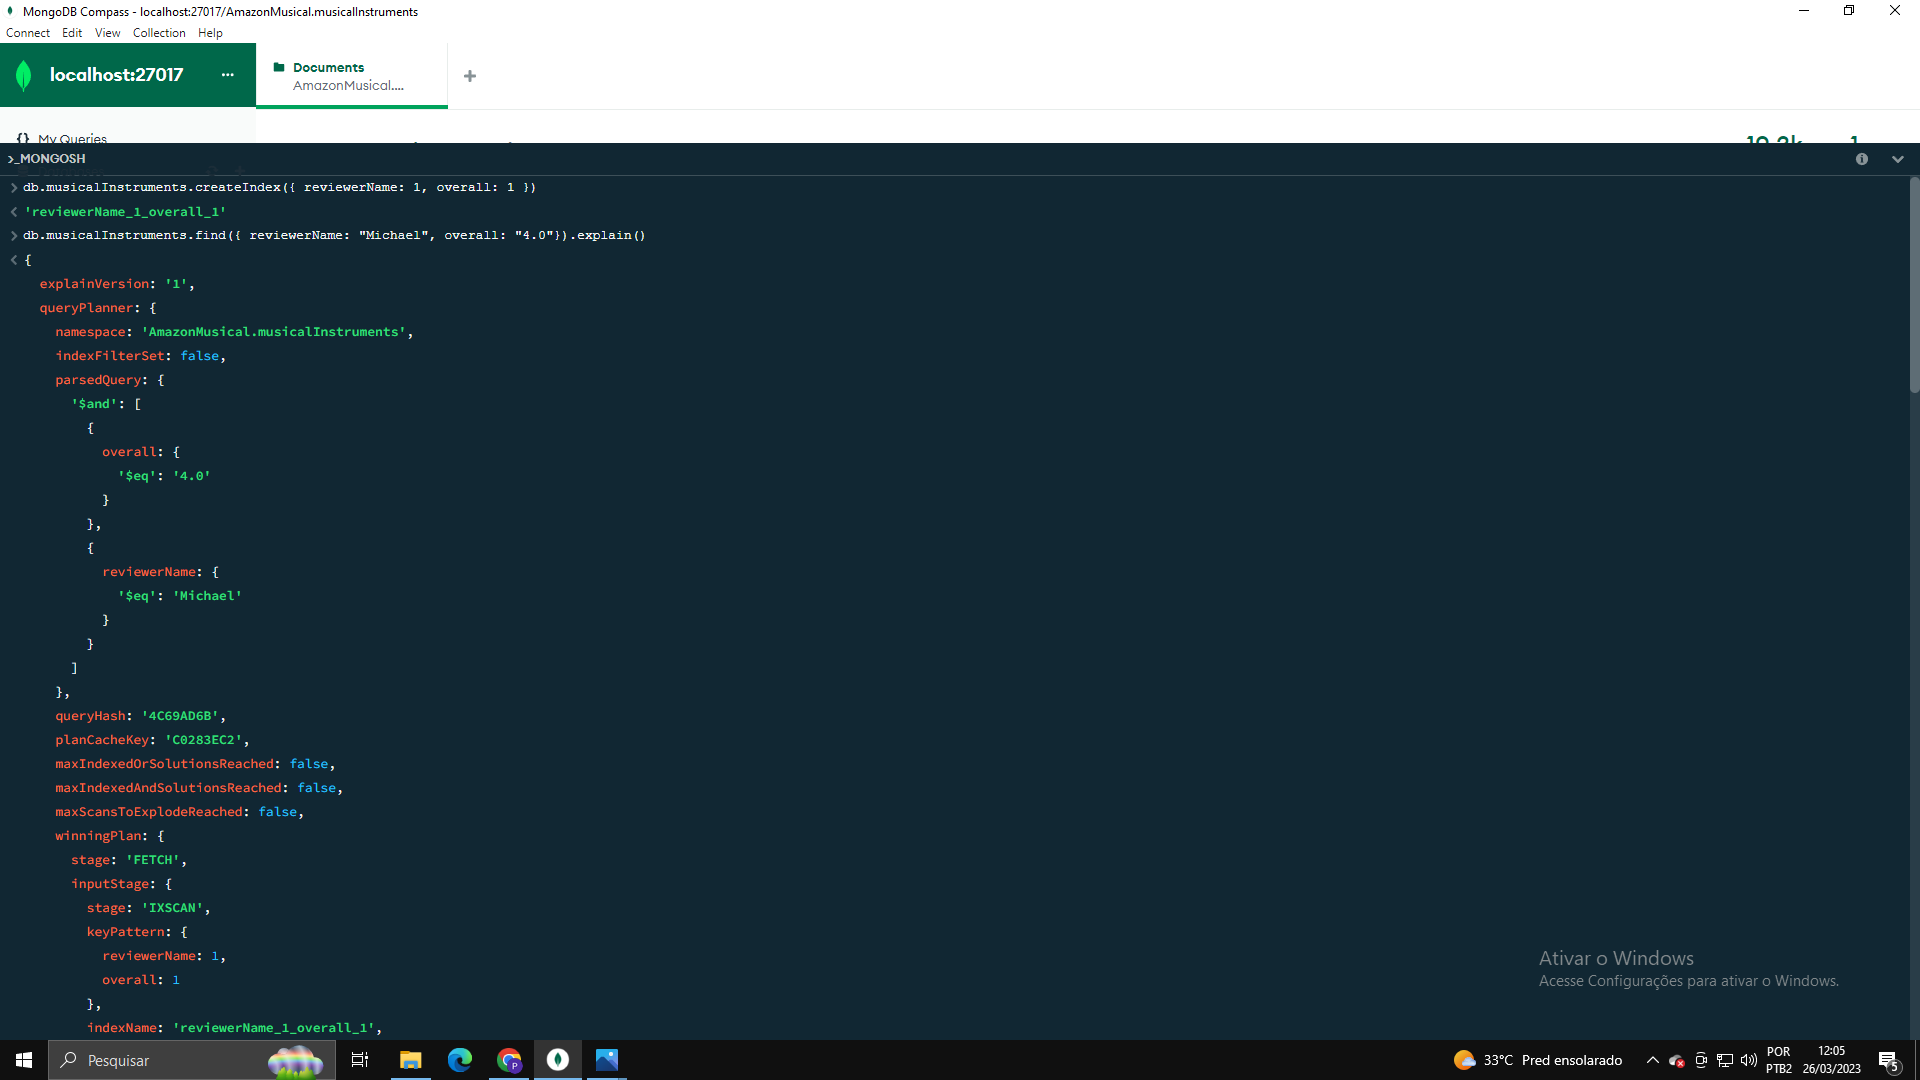 MongoDB Compass - localhost:27017/AmazonMusical.musicalInstruments
Connect Edit View Collection Help
localhost:27017 ...
Documents
AmazonMusical....
{} My Queries
>_MONGOSH
db.musicalInstruments.createIndex({ reviewerName: 1, overall: 1 })
'reviewerName_1_overall_1'
db.musicalInstruments.find({ reviewerName: "Michael", overall: "4.0"}).explain()
{
explainVersion: '1',
queryPlanner: {
namespace: 'AmazonMusical.musicalInstruments',
indexFilterSet: false,
parsedQuery: {
'$and': [
{
overall: {
'$eq': '4.0'
}
},
{
reviewerName: {
'$eq': 'Michael'
}
}
]
},
queryHash: '4C69AD6B',
planCacheKey: 'C0283EC2',
maxIndexedOrSolutionsReached: false,
maxIndexedAndSolutionsReached: false,
maxScansToExplodeReached: false,
winningPlan: {
stage: 'FETCH',
inputStage: {
stage: 'IXSCAN',
keyPattern: {
reviewerName: 1,
overall: 1
},
indexName: 'reviewerName_1_overall_1',
Ativar o Windows
Acesse Configurações para ativar o Windows.
Pesquisar
33°C Pred ensolarado
POR
PTB2
12:05
26/03/2023
5